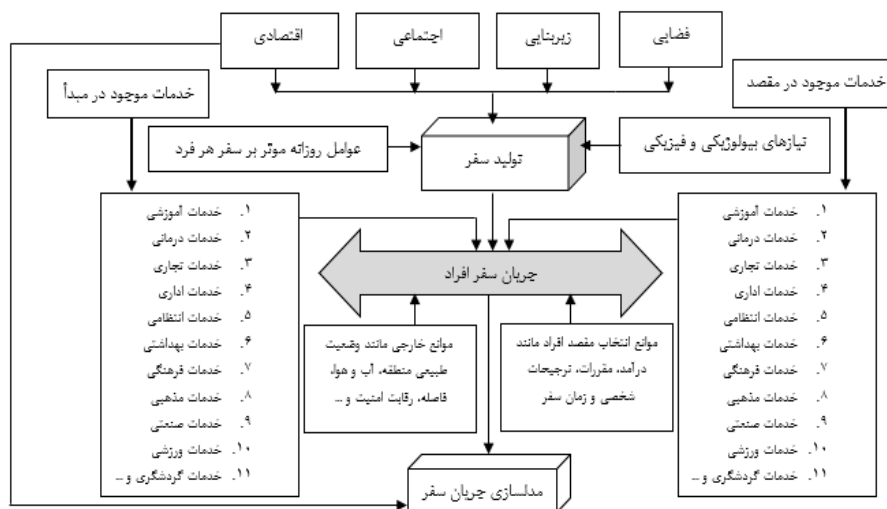 فضایی
زیربنایی
اجتماعی
اقتصادی
خدمات موجود در مقصد
خدمات موجود در مبدأ
نیازهای بیولوژیکی و فیزیکی
تولید سفر
عوامل روزانه موثر بر سفر هر فرد
۱. خدمات آموزشی
۲. خدمات درمانی
۳. خدمات تجاری
۴. خدمات اداری
۵. خدمات انتظامی
۶. خدمات بهداشتی
۷. خدمات فرهنگی
۸. خدمات مذهبی
۹. خدمات صنعتی
۱۰. خدمات ورزشی
۱۱. خدمات گردشگری و ...
جریان سفر افراد
موانع انتخاب مقصد افراد مانند
درآمد، مقررات، ترجیحات
شخصی و زمان سفر
موانع خارجی مانند وضعیت
طبیعی منطقه، آب و هوا،
فاصله، رقابت امنیت و ...
۱. خدمات آموزشی
۲. خدمات درمانی
۳. خدمات تجاری
۴. خدمات اداری
۵. خدمات انتظامی
۶. خدمات بهداشتی
۷. خدمات فرهنگی
۸. خدمات مذهبی
۹. خدمات صنعتی
۱۰. خدمات ورزشی
۱۱. خدمات گردشگری و ...
مدلسازی جریان سفر